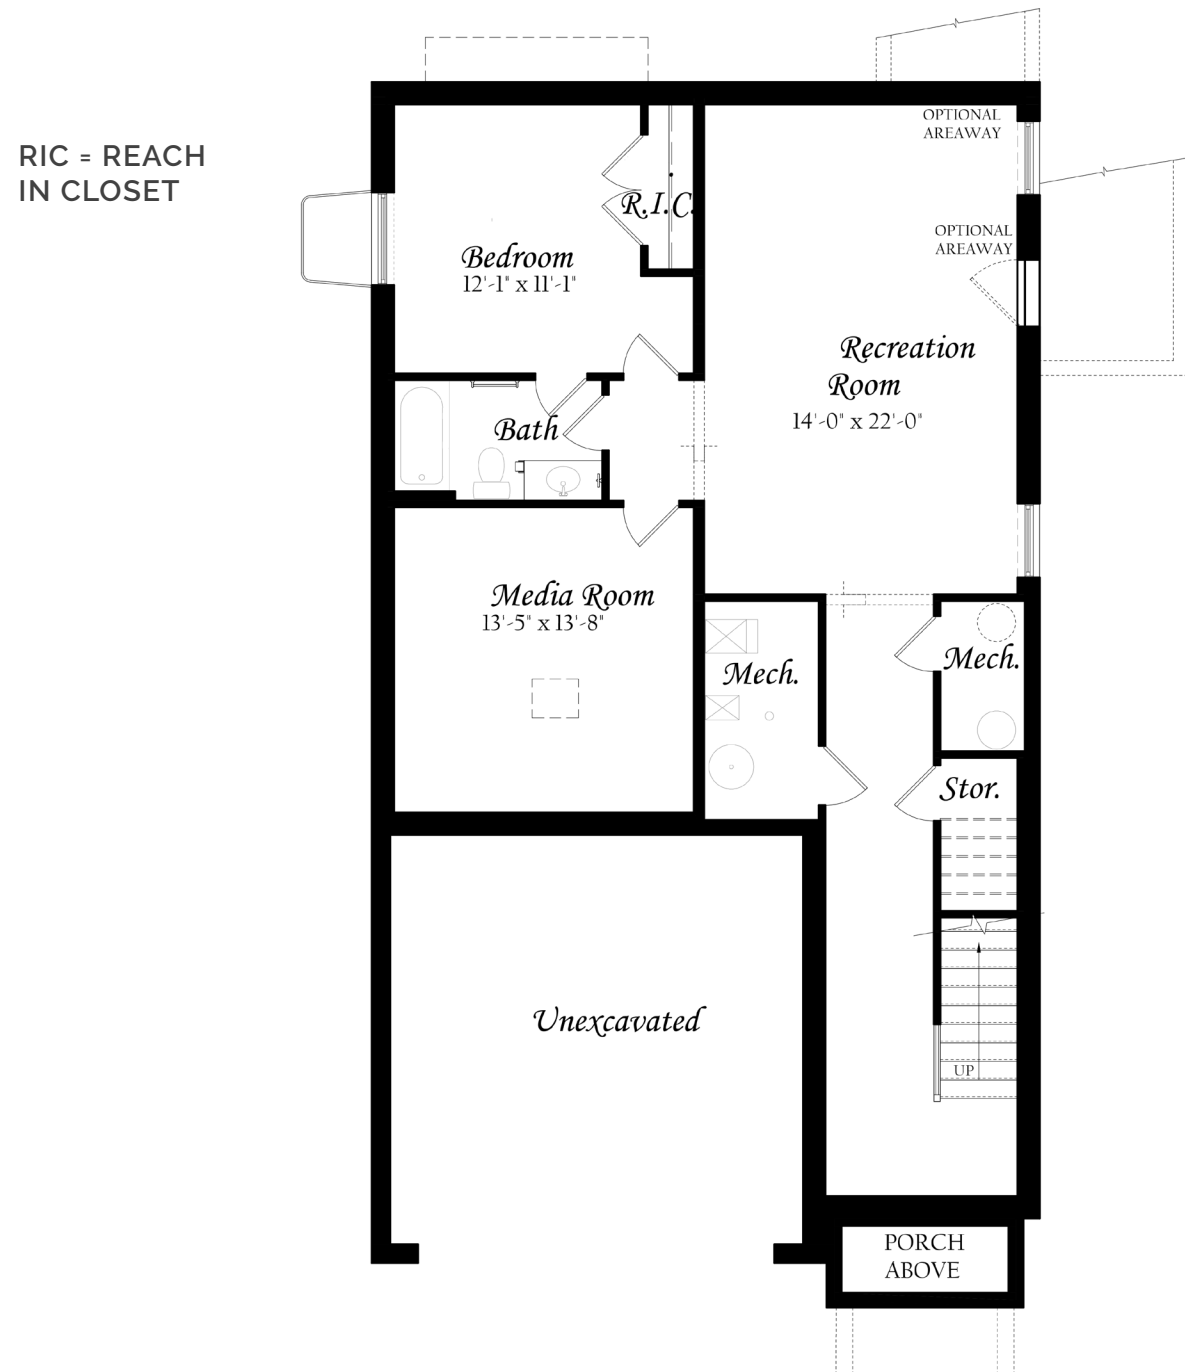 RIC = REACH
IN CLOSET
OPTIONAL
AREAWAY
R.I.C.
OPTIONAL
AREAWAY
Bedroom
12'-1" x 11'-1"
Recreation
Room
14'-0" x 22'-0"
Bath
Media Room
13'-5" x 13'-8"
Mech.
Mech.
Stor.
Unexcavated
UP
PORCH
ABOVE